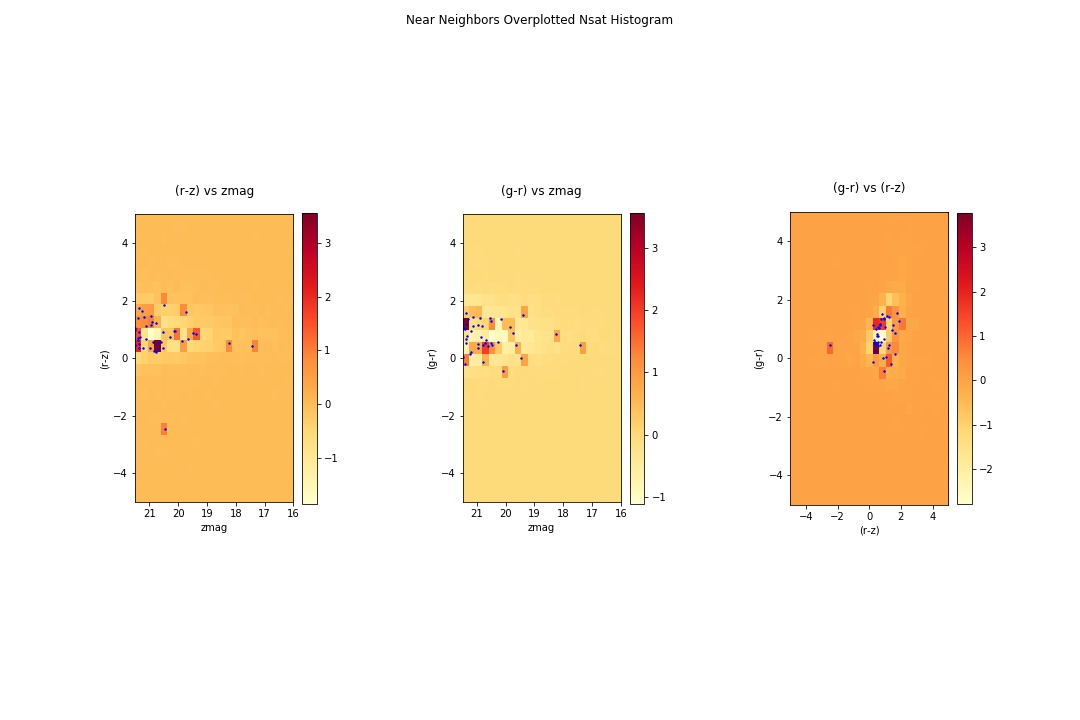 Near Neighbors Overplotted Nsat Histogram
(r-z) vs zmag
(r-z)
4
2
0
−2
−4
21 20 19 18 17 16
zmag
3
2
1
0
−1
(g-r) vs zmag
(g-r)
4
2
0
−2
−4
21 20 19 18 17 16
zmag
3
2
1
0
−1
(g-r) vs (r-z)
(g-r)
4
2
0
−2
−4
−4 −2 0 2 4
(r-z)
3
2
1
0
−1
−2